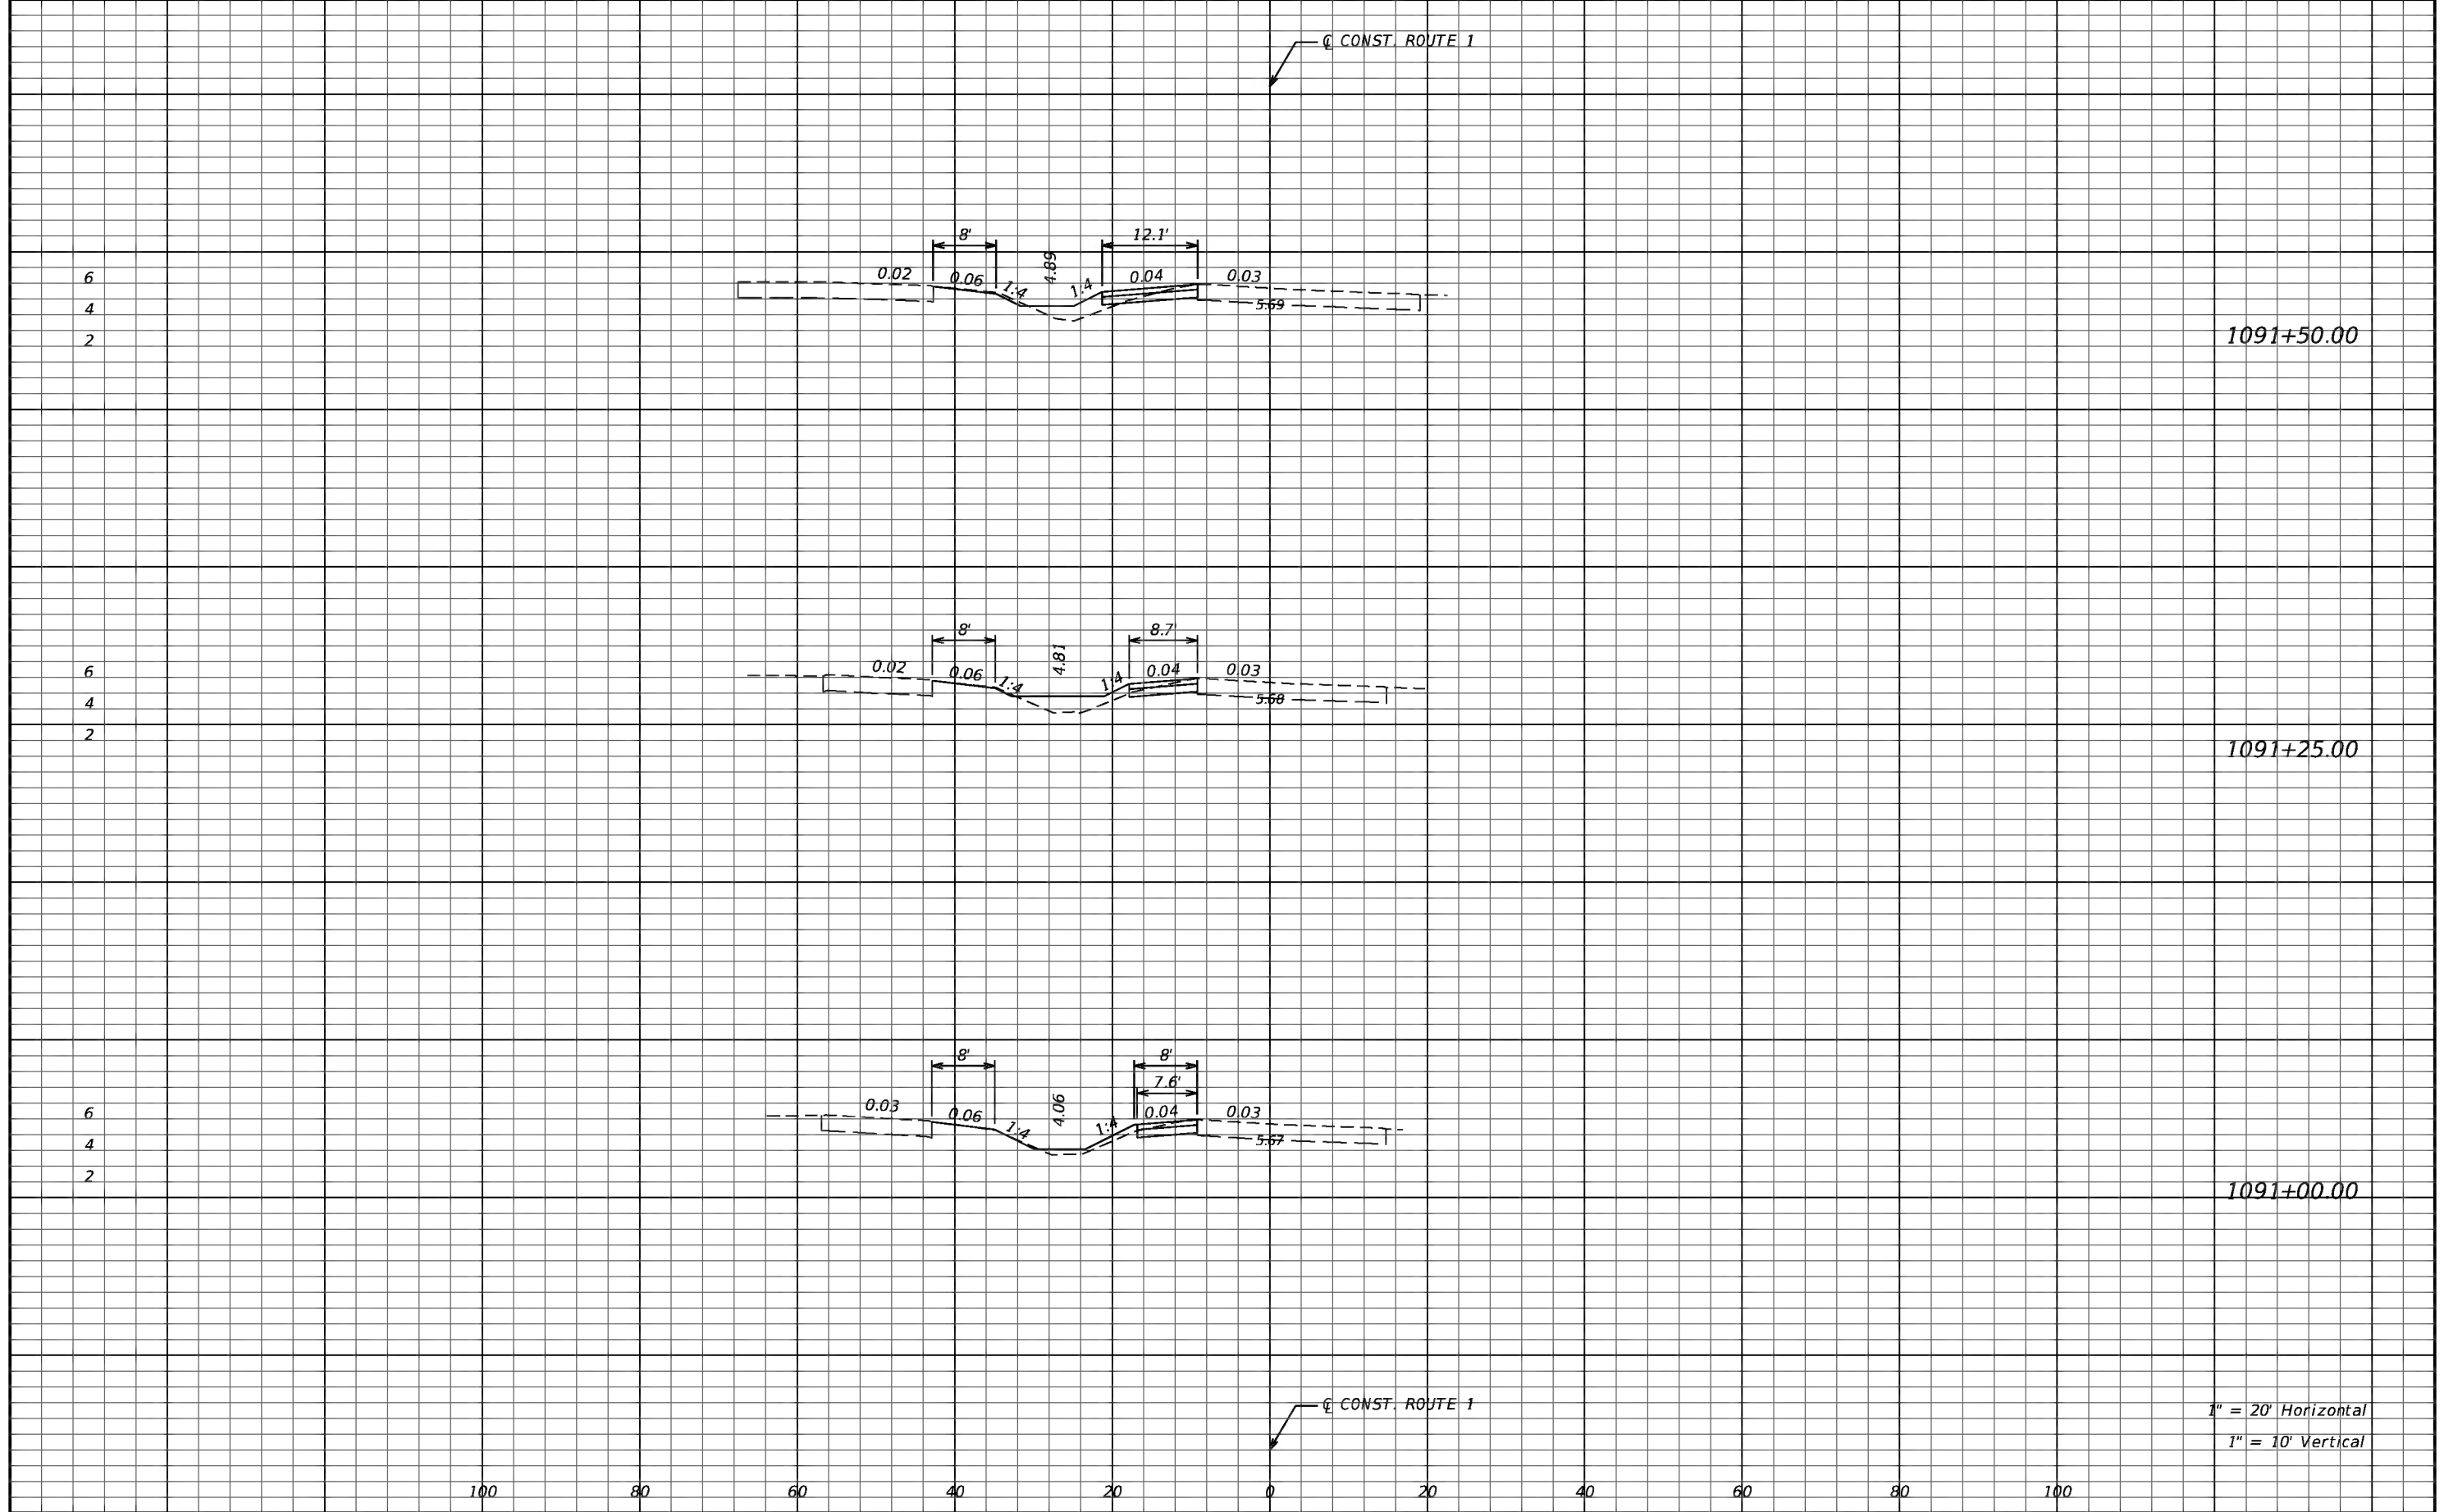 ℄ CONST. ROUTE 1
8' 12.1'
4.89
6 0.02 0.06 1:4 1:4 0.04 0.03
4 5.69
2 1091+50.00
8' 8.7'
4.81
6 0.02 0.06 1:4 1:4 0.04 0.03
4 5.68
2 1091+25.00
8' 8'
7.6'
4.06
6 0.03 0.06 1:4 1:4 0.04 0.03
4 5.67
2 1091+00.00
℄ CONST. ROUTE 1
1" = 20' Horizontal
1" = 10' Vertical
100 80 60 40 20 0 20 40 60 80 100